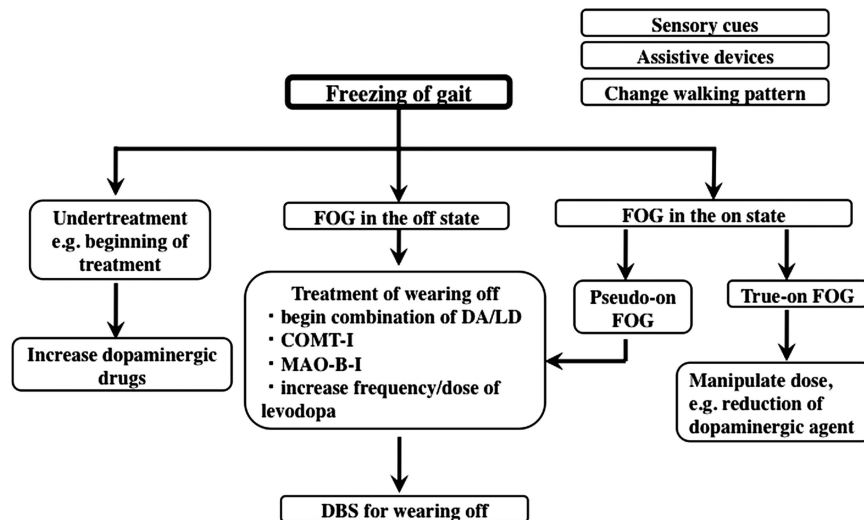 Sensory cues
Assistive devices
Change walking pattern
Freezing of gait
Undertreatment
e.g. beginning of
treatment
FOG in the off state
FOG in the on state
Treatment of wearing off
・begin combination of DA/LD
・COMT-I
・MAO-B-I
・increase frequency/dose of
levodopa
Pseudo-on
FOG
True-on FOG
Increase dopaminergic
drugs
Manipulate dose,
e.g. reduction of
dopaminergic agent
DBS for wearing off